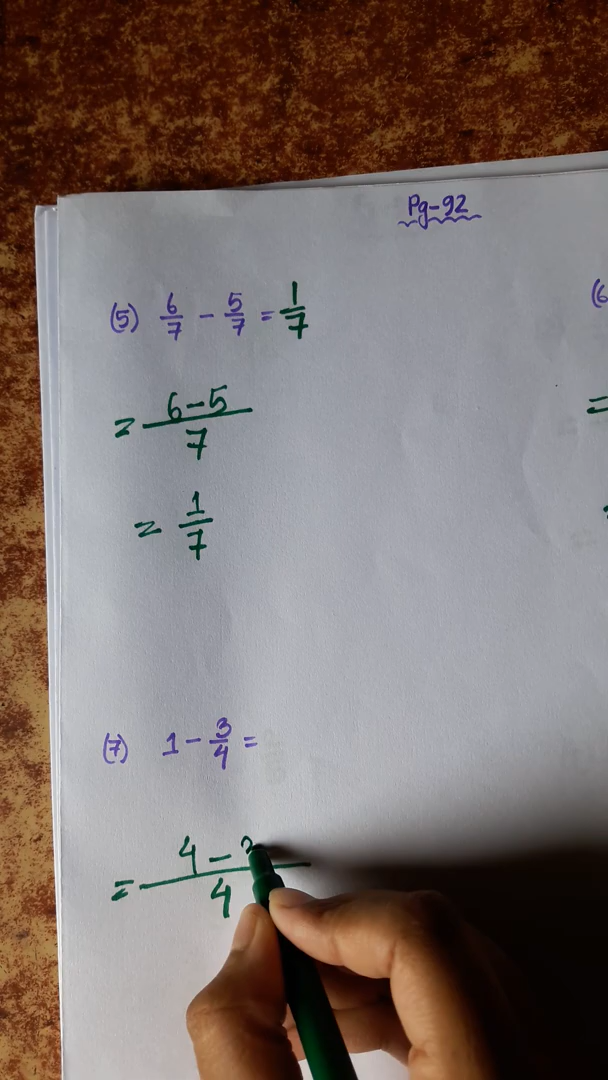 Pg-92
(5) 6/7 - 5/7 = 1/7
(6
= 6-5/7
=
= 1/7
(7) 1 - 3/4 =
= 4-3/4